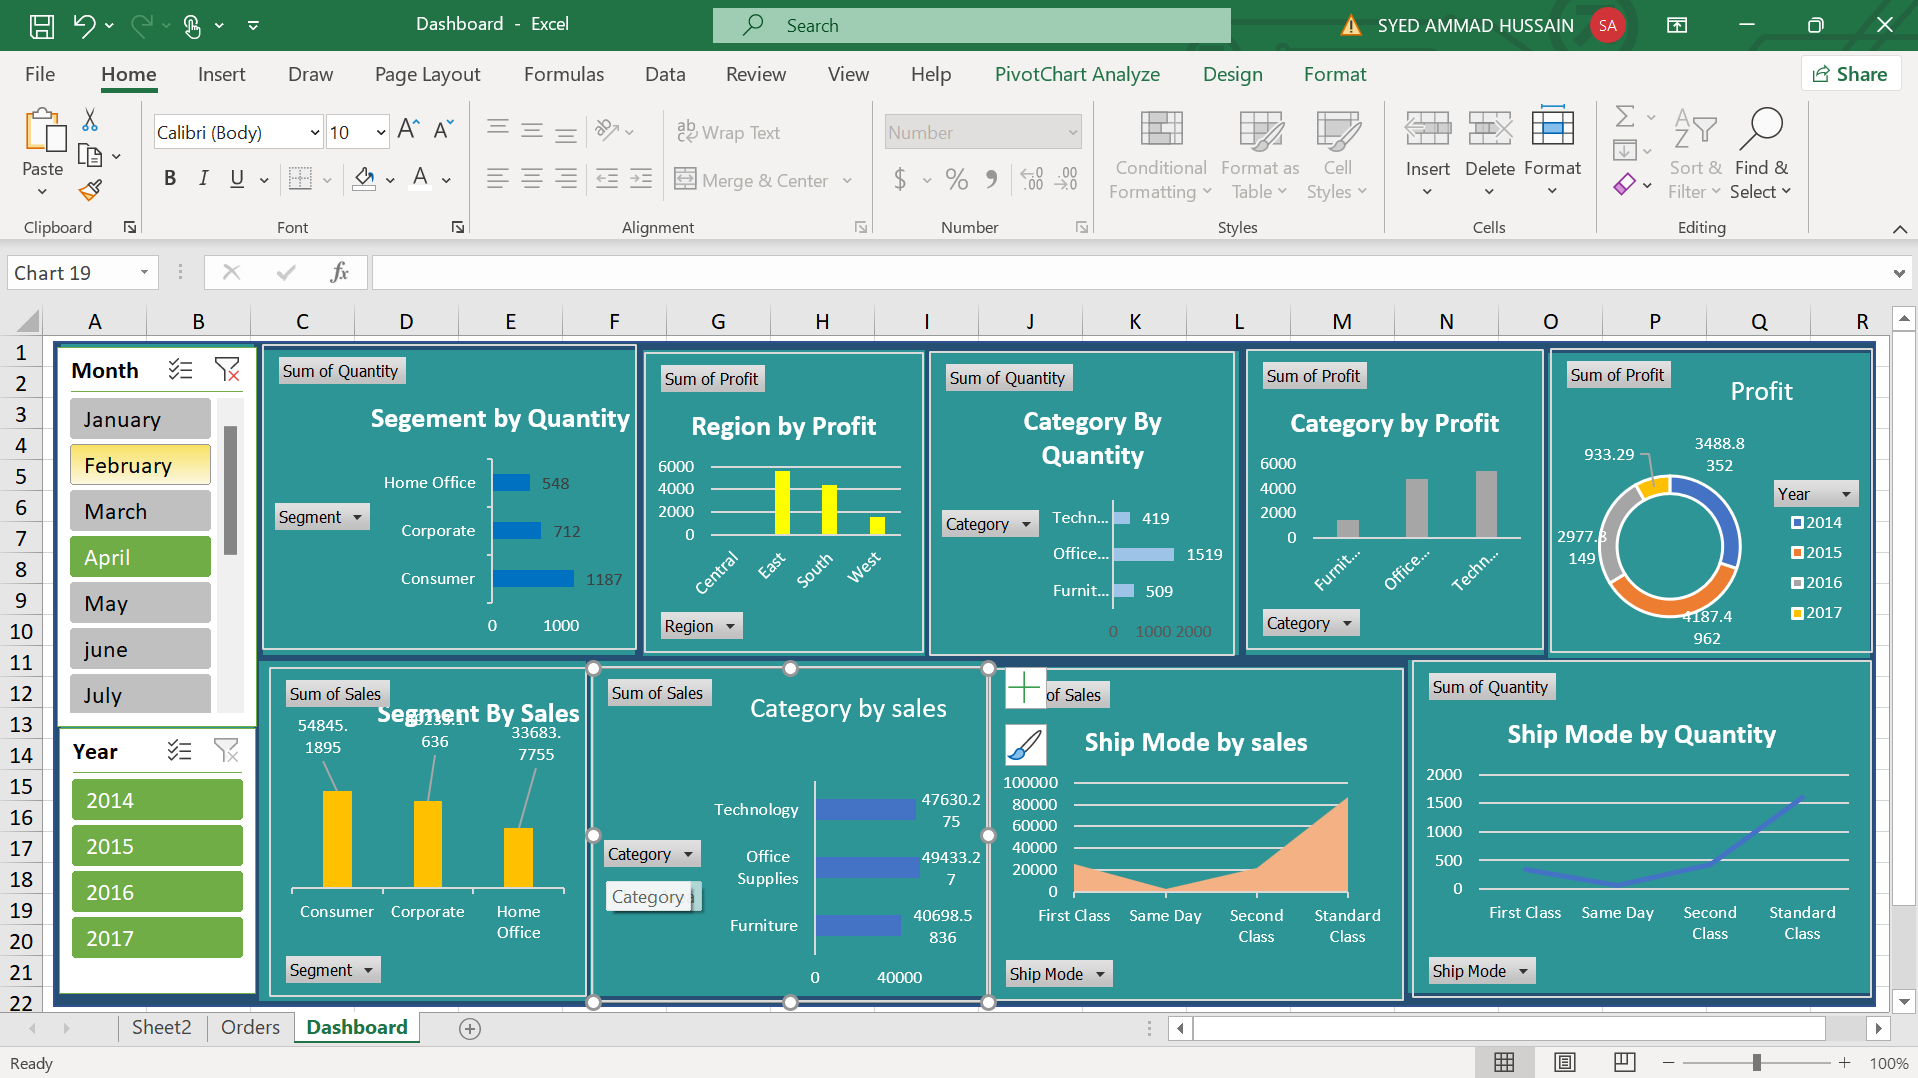 Dashboard - Excel
Search
SYED AMMAD HUSSAIN
SA
File Home Insert Draw Page Layout Formulas Data Review View Help PivotChart Analyze Design Format
Share
Paste
Calibri (Body) 10
B I U A
Wrap Text
Merge & Center
Number
$ % 9
Conditional Formatting
Format as Table
Cell Styles
Insert Delete Format
Sort & Filter
Find & Select
Clipboard Font Alignment Number Styles Cells Editing
Chart 19
fx
A B C D E F G H I J K L M N O P Q R
1
2
3
4
5
6
7
8
9
10
11
12
13
14
15
16
17
18
19
20
21
22
Month
January
February
March
April
May
june
July
Year
2014
2015
2016
2017
Sum of Quantity
Segement by Quantity
Segment
Home Office 548
Corporate 712
Consumer 1187
0 1000
Sum of Profit
Region by Profit
6000
4000
2000
0
Central East South West
Region
Sum of Quantity
Category By
Quantity
Category
Techn... 419
Office... 1519
Furnit... 509
0 1000 2000
Sum of Profit
Category by Profit
6000
4000
2000
0
Furnit... Office... Techn...
Category
Sum of Profit
Profit
933.29
3488.8
352
2977.8
149
4187.4
962
Year
2014
2015
2016
2017
Sum of Sales
Segment By Sales
54845.
1895
636
33683.
7755
Consumer Corporate Home
Office
Segment
Sum of Sales
Category by sales
Category
Category
Technology 47630.2
75
Office
Supplies 49433.2
7
Furniture 40698.5
836
0 40000
of Sales
Ship Mode by sales
100000
80000
60000
40000
20000
0
First Class Same Day Second
Class Standard
Class
Ship Mode
Sum of Quantity
Ship Mode by Quantity
2000
1500
1000
500
0
First Class Same Day Second
Class Standard
Class
Ship Mode
Sheet2 Orders Dashboard
Ready
100%